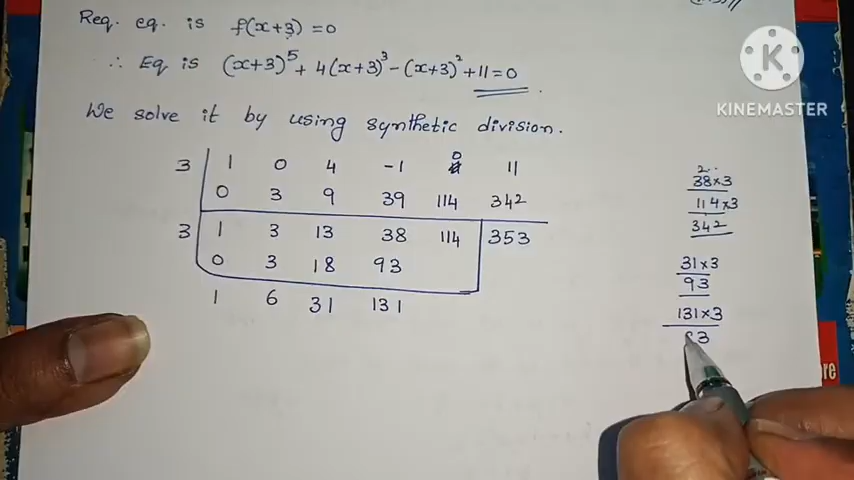 Req. eq. is f(x+3) = 0
∴ Eq is (x+3)⁵ + 4(x+3)³ - (x+3)² + 11 = 0
We solve it by using synthetic division.
3 1 0 4 -1 0 11
0 3 9 39 114 342
3 1 3 13 38 114 353
0 3 18 93
1 6 31 131
2
38×3
114×3
342
31×3
93
131×3
93
K
KINEMASTER